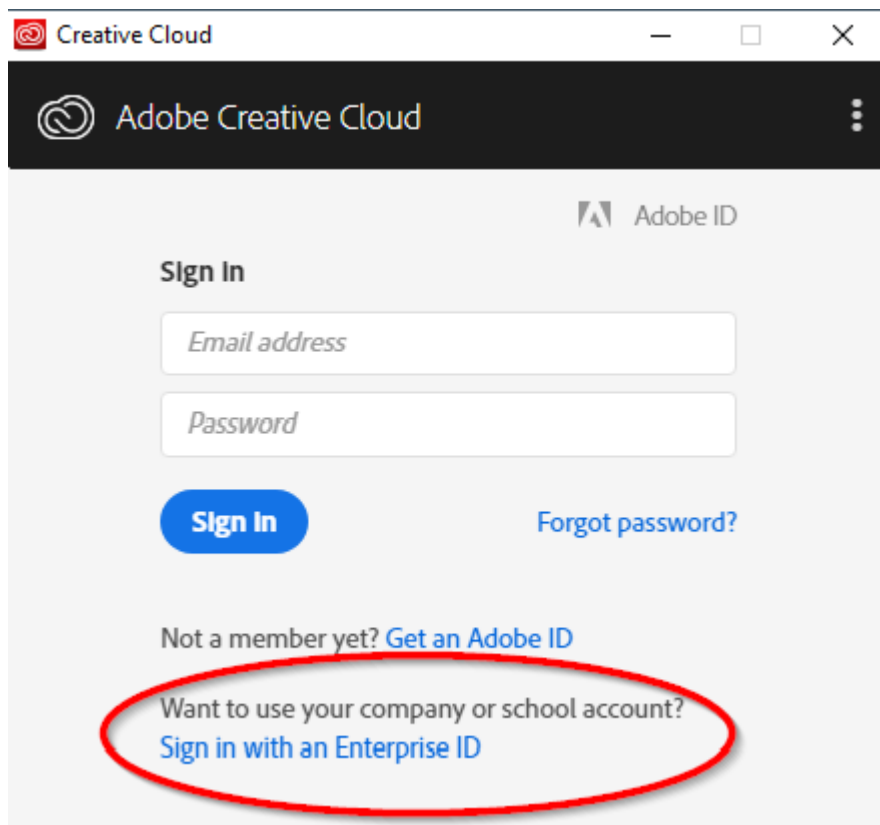 Creative Cloud
Adobe Creative Cloud
Adobe ID
Sign in
Email address
Password
Sign in
Forgot password?
Not a member yet? Get an Adobe ID
Want to use your company or school account?
Sign in with an Enterprise ID